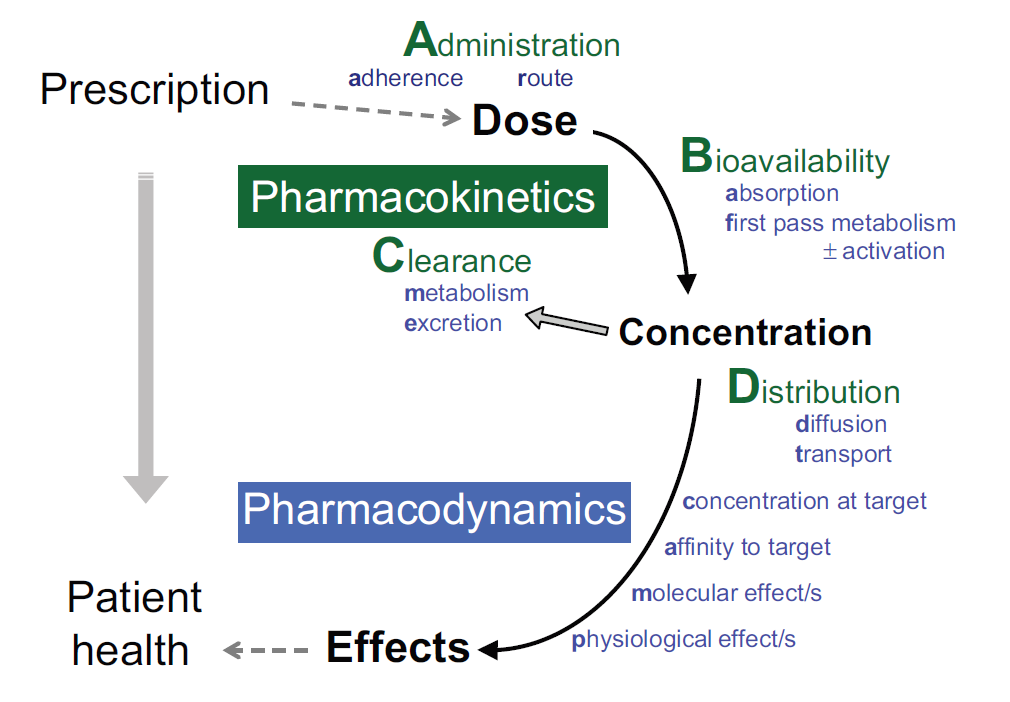 Administration
adherence route
Prescription
Dose
Bioavailability
absorption
first pass metabolism
± activation
Pharmacokinetics
Clearance
metabolism
excretion
Concentration
Distribution
diffusion
transport
concentration at target
Pharmacodynamics
affinity to target
molecular effect/s
physiological effect/s
Patient
health
Effects